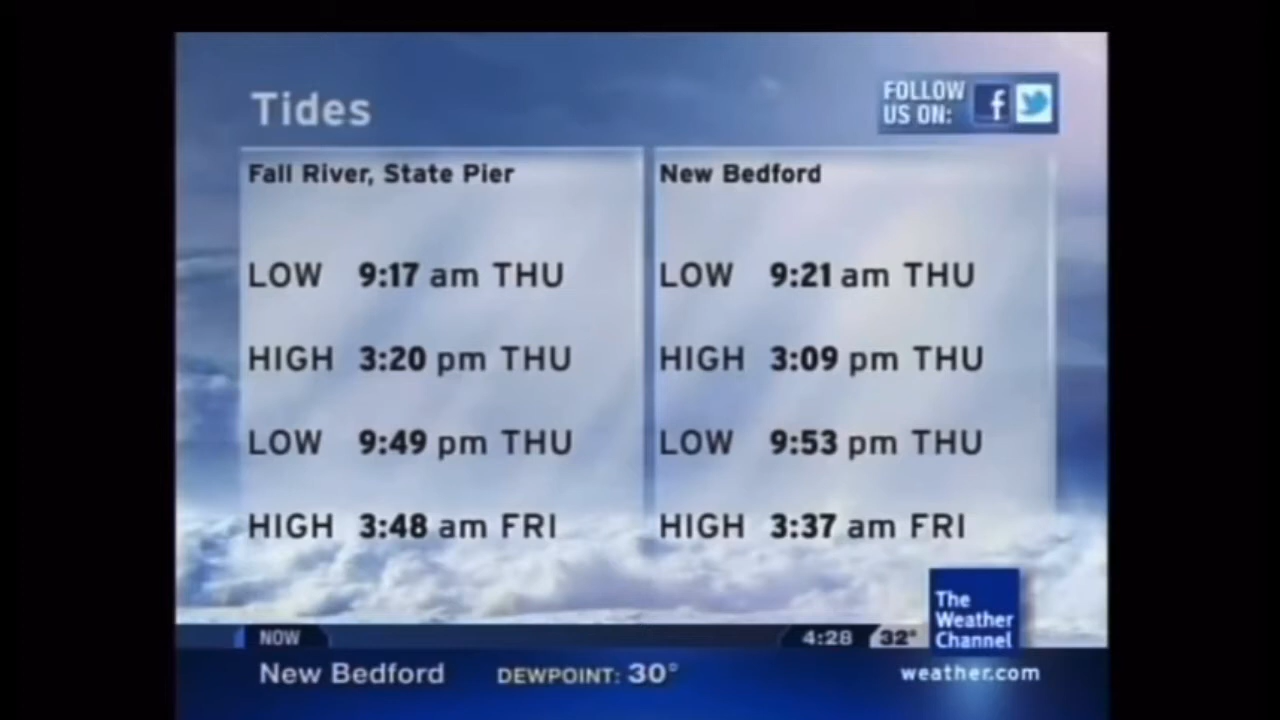 Tides
FOLLOW
US ON:
Fall River, State Pier
LOW 9:17 am THU
HIGH 3:20 pm THU
LOW 9:49 pm THU
HIGH 3:48 am FRI
New Bedford
LOW 9:21 am THU
HIGH 3:09 pm THU
LOW 9:53 pm THU
HIGH 3:37 am FRI
The
Weather
Channel
NOW
4:28 32°
New Bedford DEWPOINT: 30°
weather.com